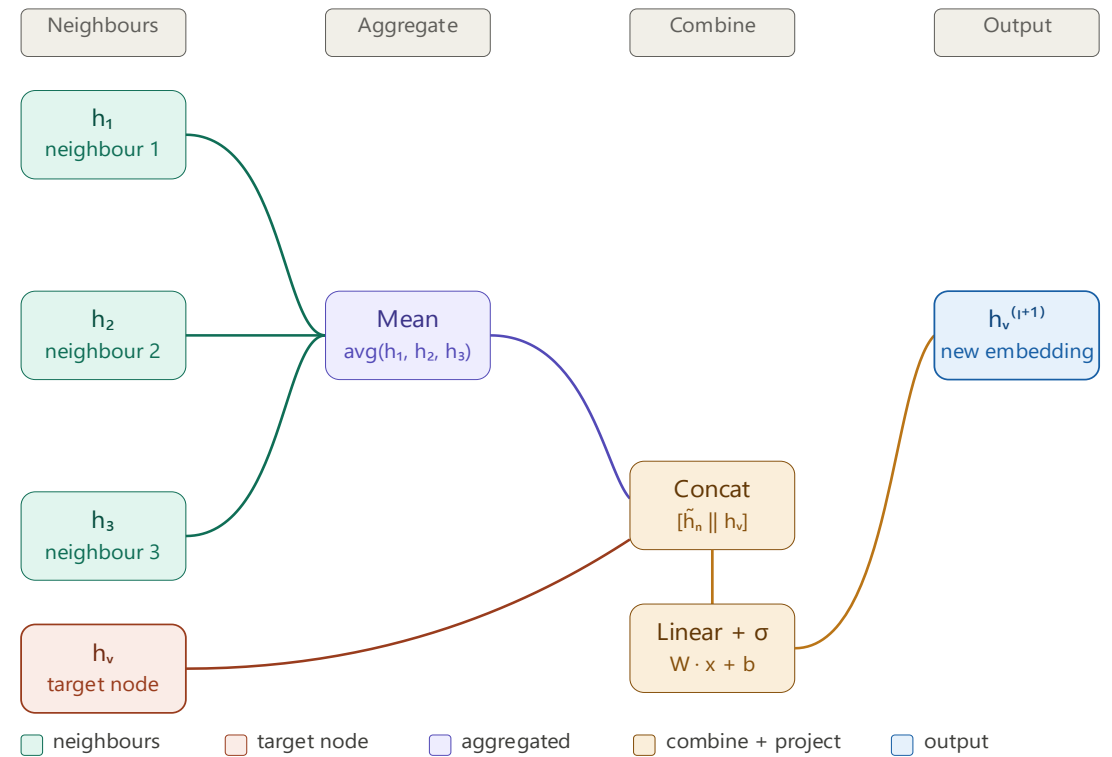 Neighbours
Aggregate
Combine
Output
h₁
neighbour 1
h₂
neighbour 2
Mean
avg(h₁, h₂, h₃)
hᵥ⁽ˡ⁺¹⁾
new embedding
h₃
neighbour 3
Concat
[h̃ₙ ‖ hᵥ]
hᵥ
target node
Linear + σ
W · x + b
neighbours
target node
aggregated
combine + project
output